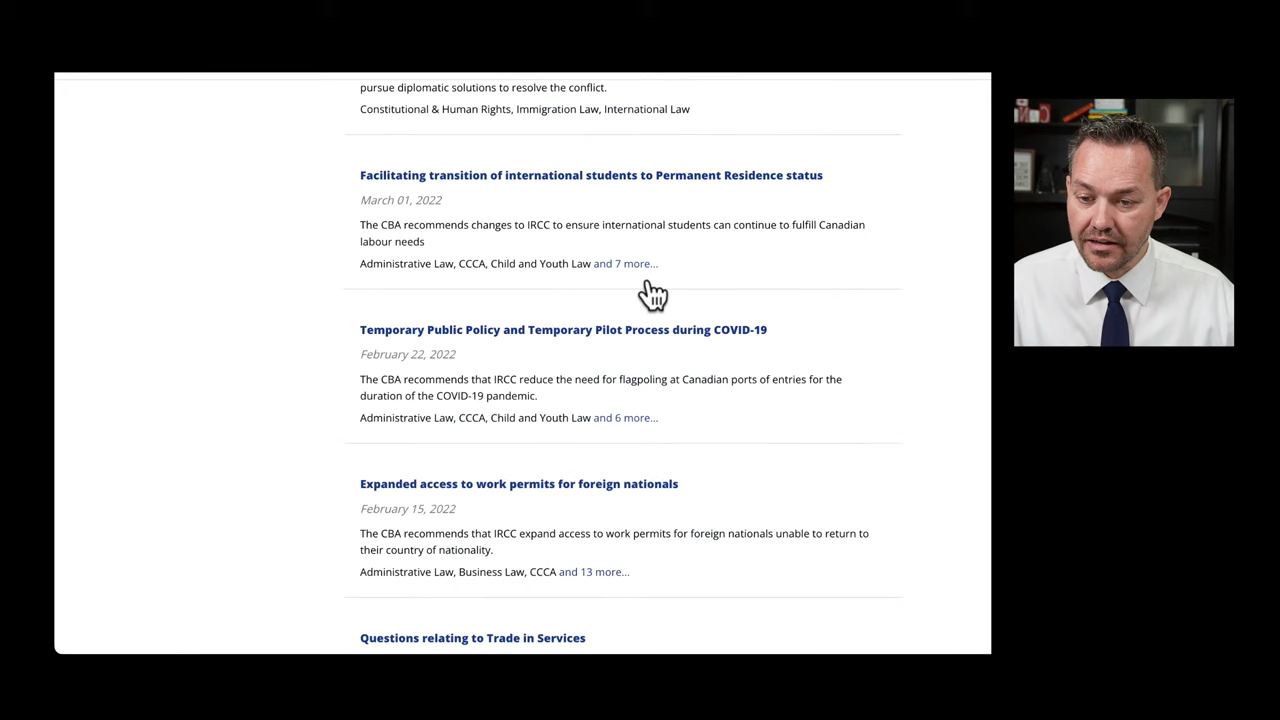 pursue diplomatic solutions to resolve the conflict.
Constitutional & Human Rights, Immigration Law, International Law
Facilitating transition of international students to Permanent Residence status
March 01, 2022
The CBA recommends changes to IRCC to ensure international students can continue to fulfill Canadian
labour needs
Administrative Law, CCCA, Child and Youth Law and 7 more...
Temporary Public Policy and Temporary Pilot Process during COVID-19
February 22, 2022
The CBA recommends that IRCC reduce the need for flagpoling at Canadian ports of entries for the
duration of the COVID-19 pandemic.
Administrative Law, CCCA, Child and Youth Law and 6 more...
Expanded access to work permits for foreign nationals
February 15, 2022
The CBA recommends that IRCC expand access to work permits for foreign nationals unable to return to
their country of nationality.
Administrative Law, Business Law, CCCA and 13 more...
Questions relating to Trade in Services